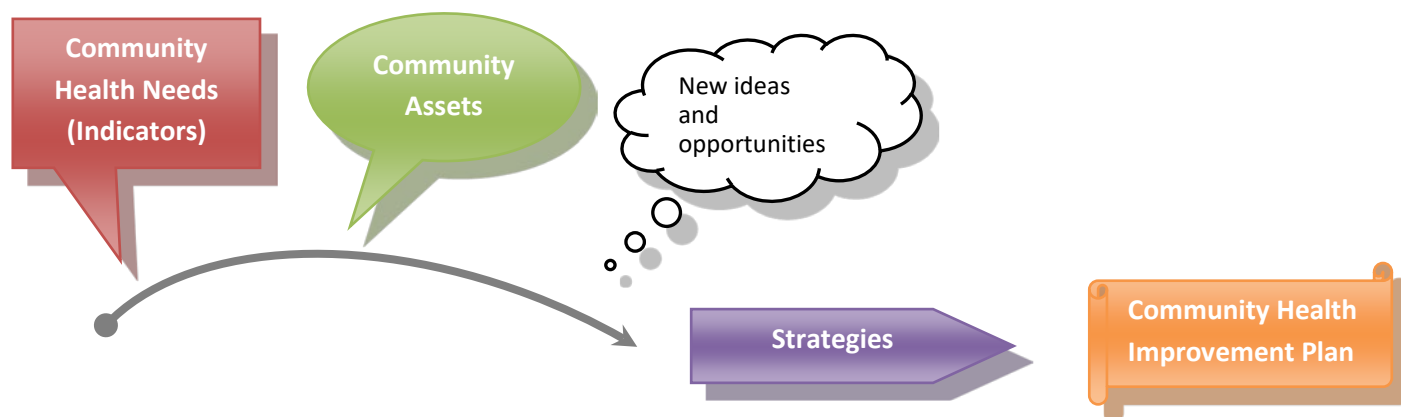 Community
Health Needs
(Indicators)
Community
Assets
New ideas
and
opportunities
Strategies
Community Health
Improvement Plan